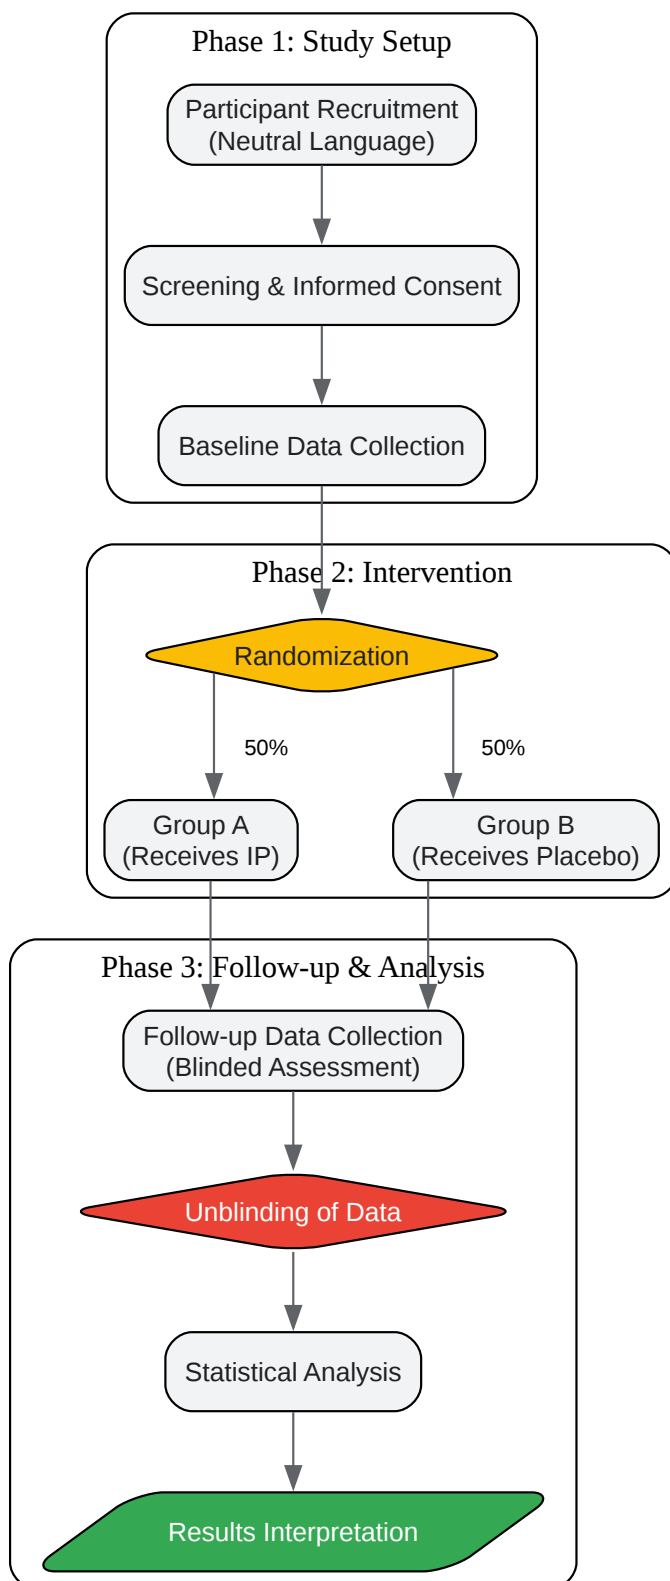 Phase 1: Study Setup
Participant Recruitment
(Neutral Language)
Screening & Informed Consent
Baseline Data Collection
Phase 2: Intervention
Randomization
50%
50%
Group A
(Receives IP)
Group B
(Receives Placebo)
Phase 3: Follow-up & Analysis
Follow-up Data Collection
(Blinded Assessment)
Unblinding of Data
Statistical Analysis
Results Interpretation